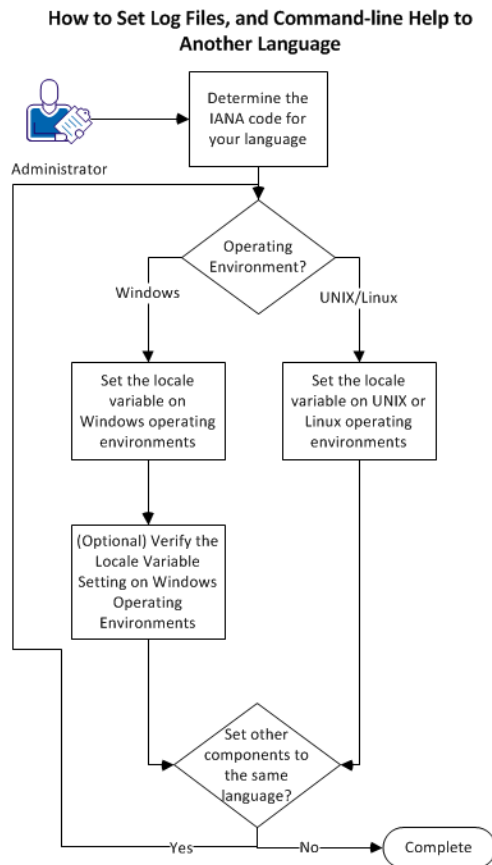 How to Set Log Files, and Command-line Help to
Another Language
Determine the
IANA code for
your language
Administrator
Operating
Environment?
Windows
UNIX/Linux
Set the locale
variable on
Windows operating
environments
Set the locale
variable on UNIX or
Linux operating
environments
(Optional) Verify the
Locale Variable
Setting on Windows
Operating
Environments
Set other
components to
the same
language?
Yes
No
Complete